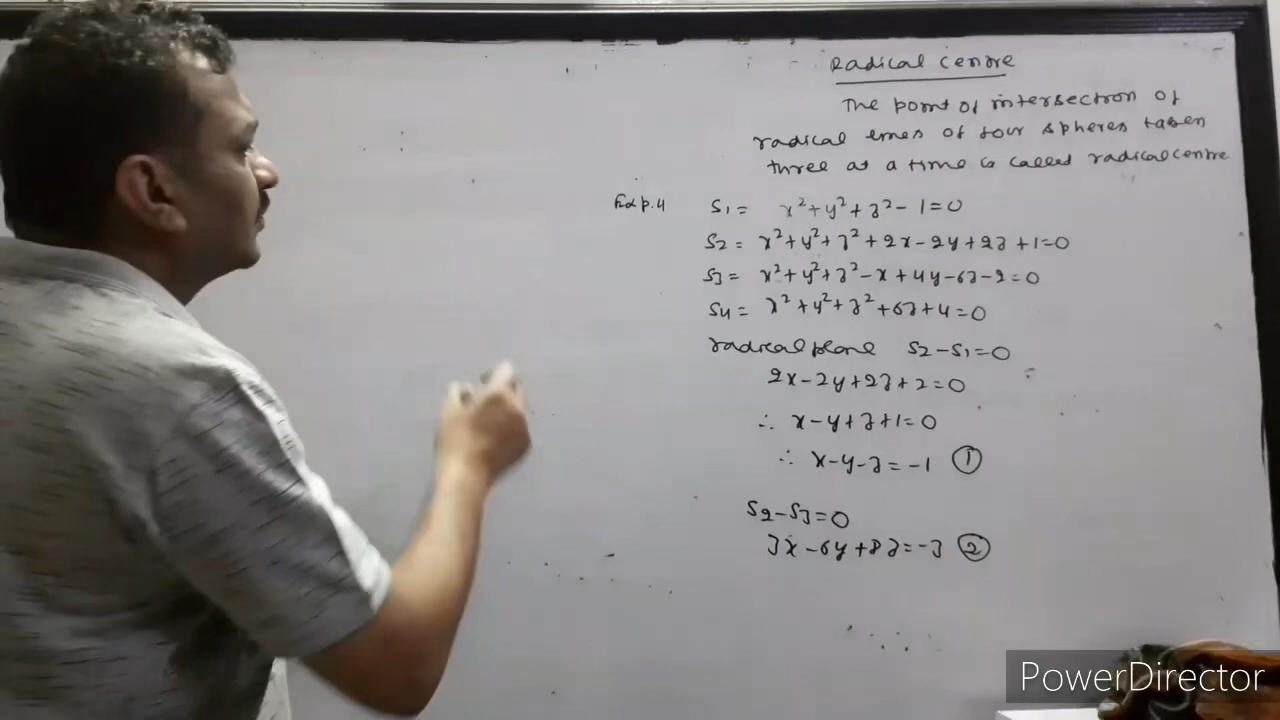 Radical Centre
The point of intersection of
radical lines of four spheres taken
three at a time is called radical centre
Exp.4 S1 = x²+y²+z²-1=0
S2 = x²+y²+z²+2x-2y+2z+1=0
S3 = x²+y²+z²-x+4y-6z-2=0
S4 = x²+y²+z²+6z+4=0
radical plane S2-S1=0
2x-2y+2z+2=0
∴ x-y+z+1=0
∴ x-y-z=-1 ①
S2-S3=0
3x-6y+8z=-3 ②
PowerDirector